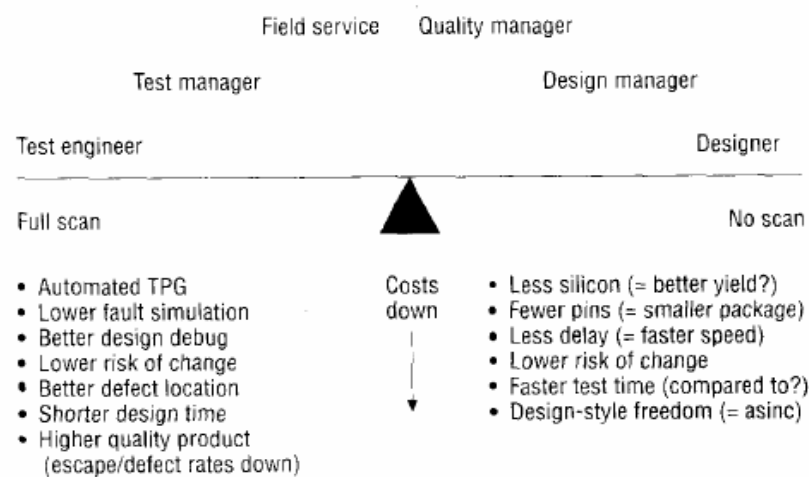 Field service Quality manager
Test manager Design manager
Test engineer Designer
Full scan No scan
• Automated TPG
• Lower fault simulation
• Better design debug
• Lower risk of change
• Better defect location
• Shorter design time
• Higher quality product
(escape/defect rates down)
Costs
down
• Less silicon (= better yield?)
• Fewer pins (= smaller package)
• Less delay (= faster speed)
• Lower risk of change
• Faster test time (compared to?)
• Design-style freedom (= asinc)